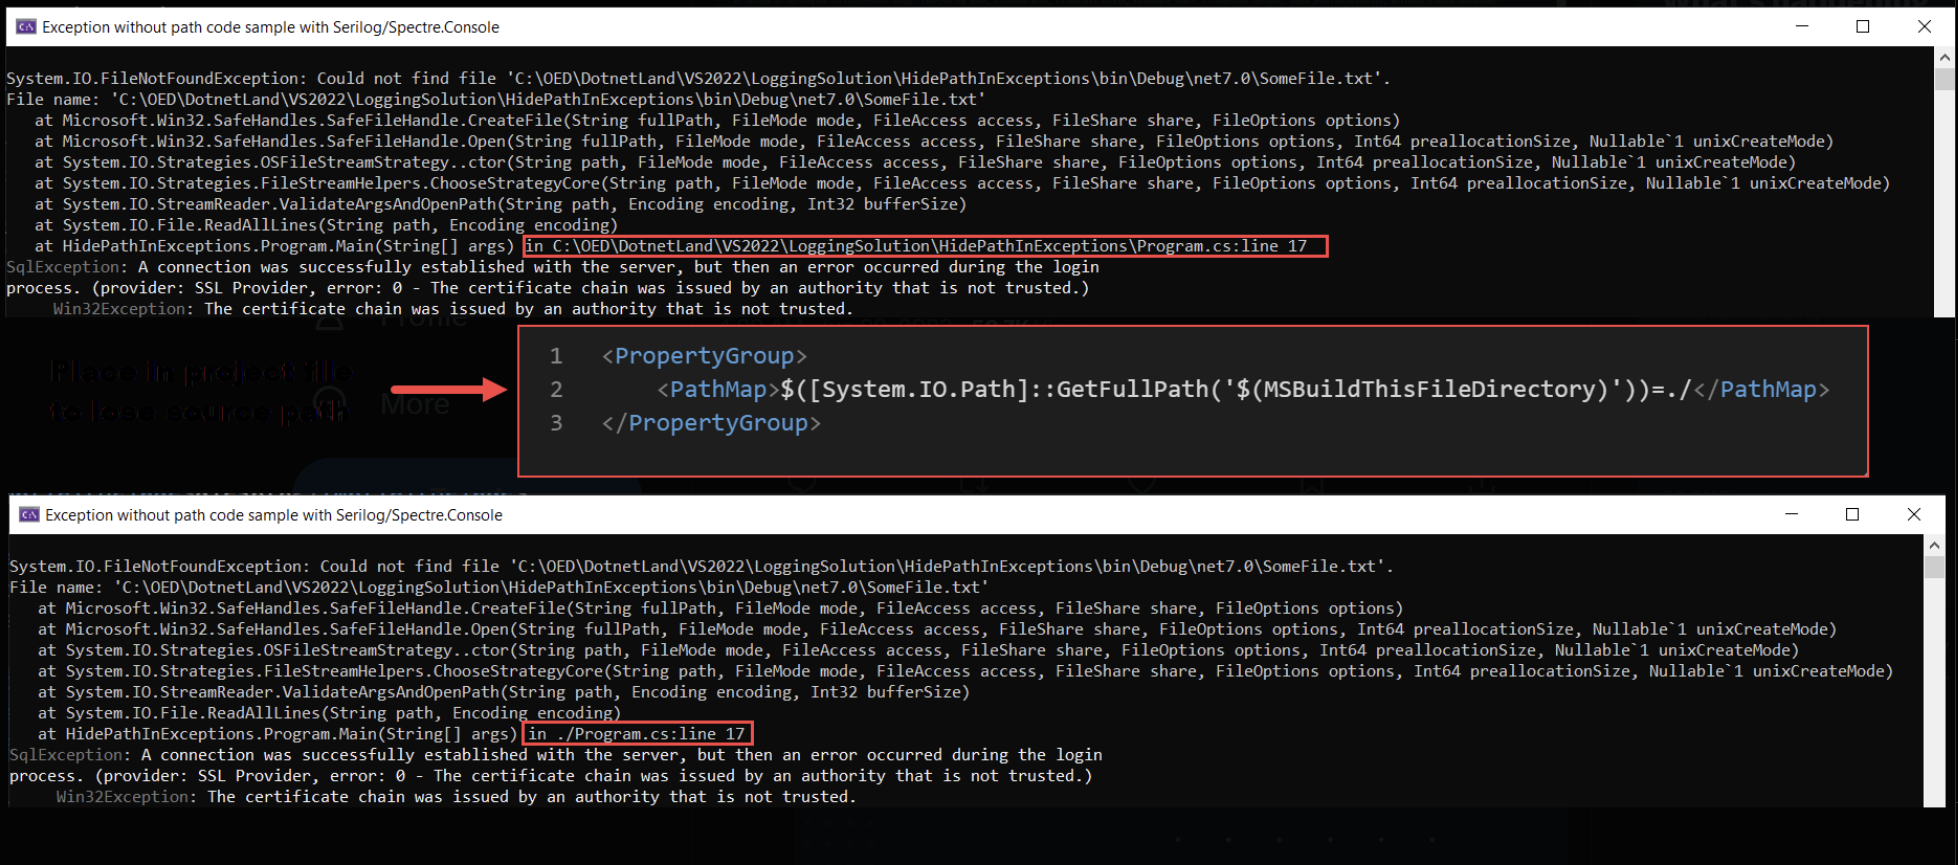 Exception without path code sample with Serilog/Spectre.Console
System.IO.FileNotFoundException: Could not find file 'C:\OED\DotnetLand\VS2022\LoggingSolution\HidePathInExceptions\bin\Debug\net7.0\SomeFile.txt'.
File name: 'C:\OED\DotnetLand\VS2022\LoggingSolution\HidePathInExceptions\bin\Debug\net7.0\SomeFile.txt'
at Microsoft.Win32.SafeHandles.SafeFileHandle.CreateFile(String fullPath, FileMode mode, FileAccess access, FileShare share, FileOptions options)
at Microsoft.Win32.SafeHandles.SafeFileHandle.Open(String fullPath, FileMode mode, FileAccess access, FileShare share, FileOptions options, Int64 preallocationSize, Nullable`1 unixCreateMode)
at System.IO.Strategies.OSFileStreamStrategy..ctor(String path, FileMode mode, FileAccess access, FileShare share, FileOptions options, Int64 preallocationSize, Nullable`1 unixCreateMode)
at System.IO.Strategies.FileStreamHelpers.ChooseStrategyCore(String path, FileMode mode, FileAccess access, FileShare share, FileOptions options, Int64 preallocationSize, Nullable`1 unixCreateMode)
at System.IO.StreamReader.ValidateArgsAndOpenPath(String path, Encoding encoding, Int32 bufferSize)
at System.IO.File.ReadAllLines(String path, Encoding encoding)
at HidePathInExceptions.Program.Main(String[] args) in C:\OED\DotnetLand\VS2022\LoggingSolution\HidePathInExceptions\Program.cs:line 17
SqlException: A connection was successfully established with the server, but then an error occurred during the login
process. (provider: SSL Provider, error: 0 - The certificate chain was issued by an authority that is not trusted.)
Win32Exception: The certificate chain was issued by an authority that is not trusted.
Profile
Place in project file
to lose source path
More
1 <PropertyGroup>
2 <PathMap>$([System.IO.Path]::GetFullPath('$(MSBuildThisFileDirectory)'))=./</PathMap>
3 </PropertyGroup>
Exception without path code sample with Serilog/Spectre.Console
System.IO.FileNotFoundException: Could not find file 'C:\OED\DotnetLand\VS2022\LoggingSolution\HidePathInExceptions\bin\Debug\net7.0\SomeFile.txt'.
File name: 'C:\OED\DotnetLand\VS2022\LoggingSolution\HidePathInExceptions\bin\Debug\net7.0\SomeFile.txt'
at Microsoft.Win32.SafeHandles.SafeFileHandle.CreateFile(String fullPath, FileMode mode, FileAccess access, FileShare share, FileOptions options)
at Microsoft.Win32.SafeHandles.SafeFileHandle.Open(String fullPath, FileMode mode, FileAccess access, FileShare share, FileOptions options, Int64 preallocationSize, Nullable`1 unixCreateMode)
at System.IO.Strategies.OSFileStreamStrategy..ctor(String path, FileMode mode, FileAccess access, FileShare share, FileOptions options, Int64 preallocationSize, Nullable`1 unixCreateMode)
at System.IO.Strategies.FileStreamHelpers.ChooseStrategyCore(String path, FileMode mode, FileAccess access, FileShare share, FileOptions options, Int64 preallocationSize, Nullable`1 unixCreateMode)
at System.IO.StreamReader.ValidateArgsAndOpenPath(String path, Encoding encoding, Int32 bufferSize)
at System.IO.File.ReadAllLines(String path, Encoding encoding)
at HidePathInExceptions.Program.Main(String[] args) in ./Program.cs:line 17
SqlException: A connection was successfully established with the server, but then an error occurred during the login
process. (provider: SSL Provider, error: 0 - The certificate chain was issued by an authority that is not trusted.)
Win32Exception: The certificate chain was issued by an authority that is not trusted.